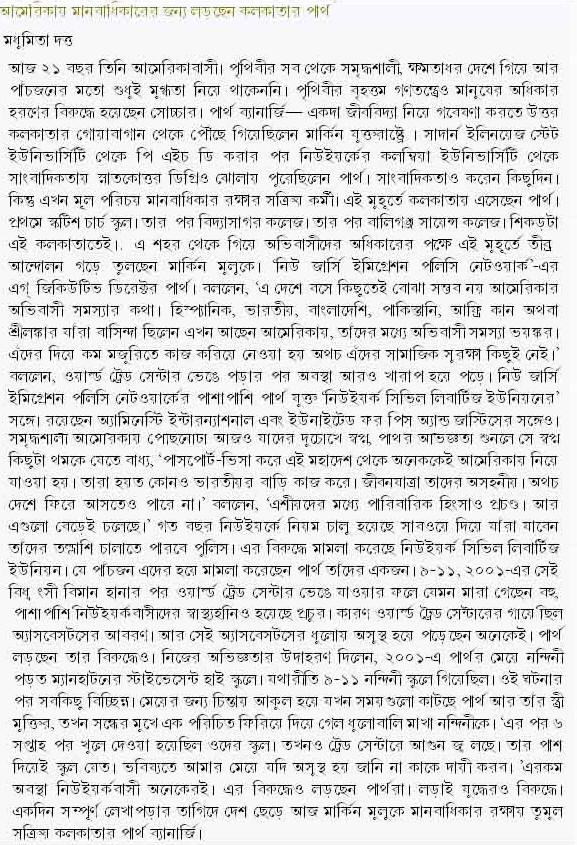 আমেরিকায় মানবাধিকারের জন্য লড়ছেন কলকাতার পার্থ
মধুমিতা দত্ত
আজ ২১ বছর তিনি আমেরিকাবাসী। পৃথিবীর সব থেকে সমৃদ্ধশালী, ক্ষমতাধর দেশে গিয়ে আর
পাঁচজনের মতো শুধুই মুগ্ধতা নিয়ে থাকেননি। পৃথিবীর বৃহত্তম গণতন্ত্রেও মানুষের অধিকার
হরণের বিরুদ্ধে হয়েছেন সোচ্চার। পার্থ ব্যানার্জি— একদা জীববিদ্যা নিয়ে গবেষণা করতে উত্তর
কলকাতার গোয়াবাগান থেকে পৌঁছে গিয়েছিলেন মার্কিন যুক্তরাষ্ট্রে । সাদার্ন ইলিনয়েজ স্টেট
ইউনিভার্সিটি থেকে পি এইচ ডি করার পর নিউইয়র্কের কলম্বিয়া ইউনিভার্সিটি থেকে
সাংবাদিকতায় স্নাতকোত্তর ডিগ্রিও ঝোলায় পুরেছিলেন পার্থ। সাংবাদিকতাও করেন কিছুদিন।
কিন্তু এখন মূল পরিচয় মানবাধিকার রক্ষার সক্রিয় কর্মী। এই মুহূর্তে কলকাতায় এসেছেন পার্থ।
প্রথমে স্কটিশ চার্চ স্কুল। তার পর বিদ্যাসাগর কলেজ। তার পর বালিগঞ্জ সায়েন্স কলেজ। শিকড়টা
এই কলকাতাতেই।. এ শহর থেকে গিয়ে অভিবাসীদের অধিকারের পক্ষে এই মুহূর্তে তীব্র
আন্দোলন গড়ে তুলছেন মার্কিন মুলুকে। ‘নিউ জার্সি ইমিগ্রেশন পলিসি নেটওয়ার্ক’-এর
এগ্ জিকিউটিভ ডিরেক্টর পার্থ। বললেন, ‘এ দেশে বসে কিছুতেই বোঝা সম্ভব নয় আমেরিকার
অভিবাসী সমস্যার কথা। হিস্প্যানিক, ভারতীয়, বাংলাদেশি, পাকিস্তানি, আফ্রি কান অথবা
শ্রীলঙ্কার যাঁরা বাসিন্দা ছিলেন এখন আছেন আমেরিকায়, তাঁদের মধ্যে অভিবাসী সমস্যা ভয়ঙ্কর।
এঁদের দিয়ে কম মজুরিতে কাজ করিয়ে নেওয়া হয় অথচ এঁদের সামাজিক সুরক্ষা কিছুই নেই।’
বললেন, ওয়ার্ল্ড ট্রেড সেন্টার ভেঙে পড়ার পর অবস্থা আরও খারাপ হয়ে পড়ে। নিউ জার্সি
ইমিগ্রেশন পলিসি নেটওয়ার্কের পাশাপাশি পার্থ যুক্ত ‘নিউইয়র্ক সিভিল লিবার্টিজ ইউনিয়নের’
সঙ্গে। রয়েছেন অ্যামিনেস্টি ইন্টারন্যাশনাল এবং ইউনাইটেড ফর পিস অ্যান্ড জাস্টিসের সঙ্গেও।
সমৃদ্ধশালী আমেরিকায় পৌছনোটা আজও যাদের দুচোখে স্বপ্ন, পার্থর অভিজ্ঞতা শুনলে সে স্বপ্ন
কিছুটা থমকে যেতে বাধ্য, ‘পাসপোর্ট-ভিসা করে এই মহাদেশ থেকে অনেককেই আমেরিকায় নিয়ে
যাওয়া হয়। তারা হয়ত কোনও ভারতীয়র বাড়ি কাজ করে। জীবনযাত্রা তাদের অসহনীয়। অথচ
দেশে ফিরে আসতেও পারে না।’ বললেন, ‘এশীয়দের মধ্যে পারিবারিক হিংসাও প্রচণ্ড। আর
এগুলো বেড়েই চলেছে।’ গত বছর নিউইয়র্কে নিয়ম চালু হয়েছে সাবওয়ে দিয়ে যাঁরা যাবেন
তাঁদের তল্লাশি চালাতে পারবে পুলিস। এর বিরুদ্ধে মামলা করেছে নিউইয়র্ক সিভিল লিবার্টিজ
ইউনিয়ন। যে পাঁচজন এদের হয়ে মামলা করেছেন পার্থ তাঁদের একজন। ৯-১১, ২০০১-এর সেই
বিধ্ব ংসী বিমান হানার পর ওয়ার্ল্ড ট্রেড সেন্টার ভেঙে যাওয়ার ফলে যেমন মারা গেছেন বহু,
পাশাপাশি নিউইয়র্কবাসীদের স্বাস্থ্যহানিও হয়েছে প্রচুর। কারণ ওয়ার্ল্ড ট্রেড সেন্টারের গায়ে ছিল
অ্যাসবেসটসের আবরণ। আর সেই অ্যাসবেসটসের ধুলোয় অসুস্থ হয়ে পড়েছেন অনেকেই। পার্থ
লড়ছেন তার বিরুদ্ধেও। নিজের অভিজ্ঞতার উদাহরণ দিলেন, ২০০১-এ পার্থর মেয়ে নন্দিনী
পড়ত ম্যানহাটনের স্টাইভেসেন্ট হাই স্কুলে। যথারীতি ৯-১১ নন্দিনী স্কুলে গিয়েছিল। ওই ঘটনার
পর সবকিছু বিচ্ছিন্ন। মেয়ের জন্য চিন্তায় আকুল হয়ে যখন সময়গুলো কাটছে পার্থ আর তাঁর স্ত্রী
মুক্তির, তখন সন্ধের মুখে এক পরিচিত ফিরিয়ে দিয়ে গেল ধুলোবালি মাখা নন্দিনীকে। ‘এর পর ৬
সপ্তাহ পর খুলে দেওয়া হয়েছিল ওদের স্কুল। তখনও ট্রেড সেন্টারে আগুন জ্ব লছে। তার পাশ
দিয়েই স্কুল যেত। ভবিষ্যতে আমার মেয়ে যদি অসুস্থ হয় জানি না কাকে দায়ী করব। ’এরকম
অবস্থা নিউইয়র্কবাসী অনেকেরই। এর বিরুদ্ধেও লড়ছেন পার্থরা। লড়াই যুদ্ধেরও বিরুদ্ধে।
একদিন সম্পূর্ণ লেখাপড়ার তাগিদে দেশ ছেড়ে আজ মার্কিন মুলুকে মানবাধিকার রক্ষায় তুমুল
সক্রিয় কলকাতার পার্থ ব্যানার্জি।